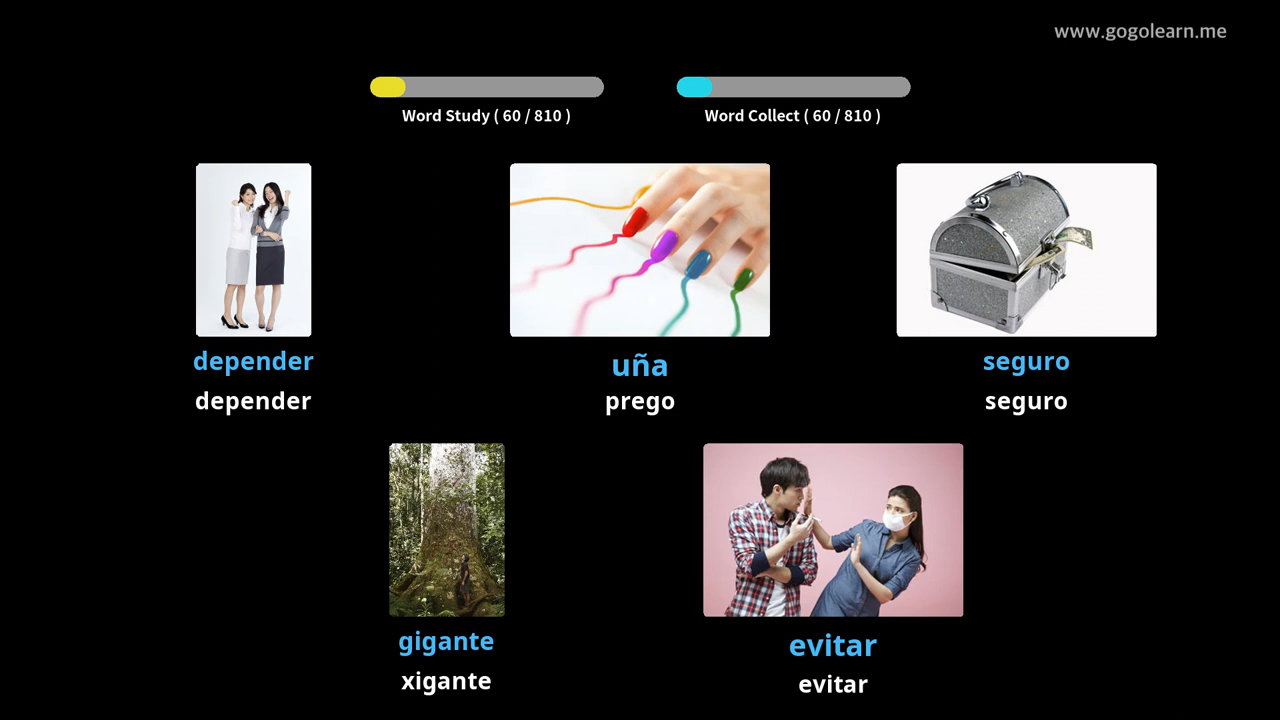 www.gogolearn.me
Word Study ( 60 / 810 )
Word Collect ( 60 / 810 )
depender
depender
uña
prego
seguro
seguro
gigante
xigante
evitar
evitar